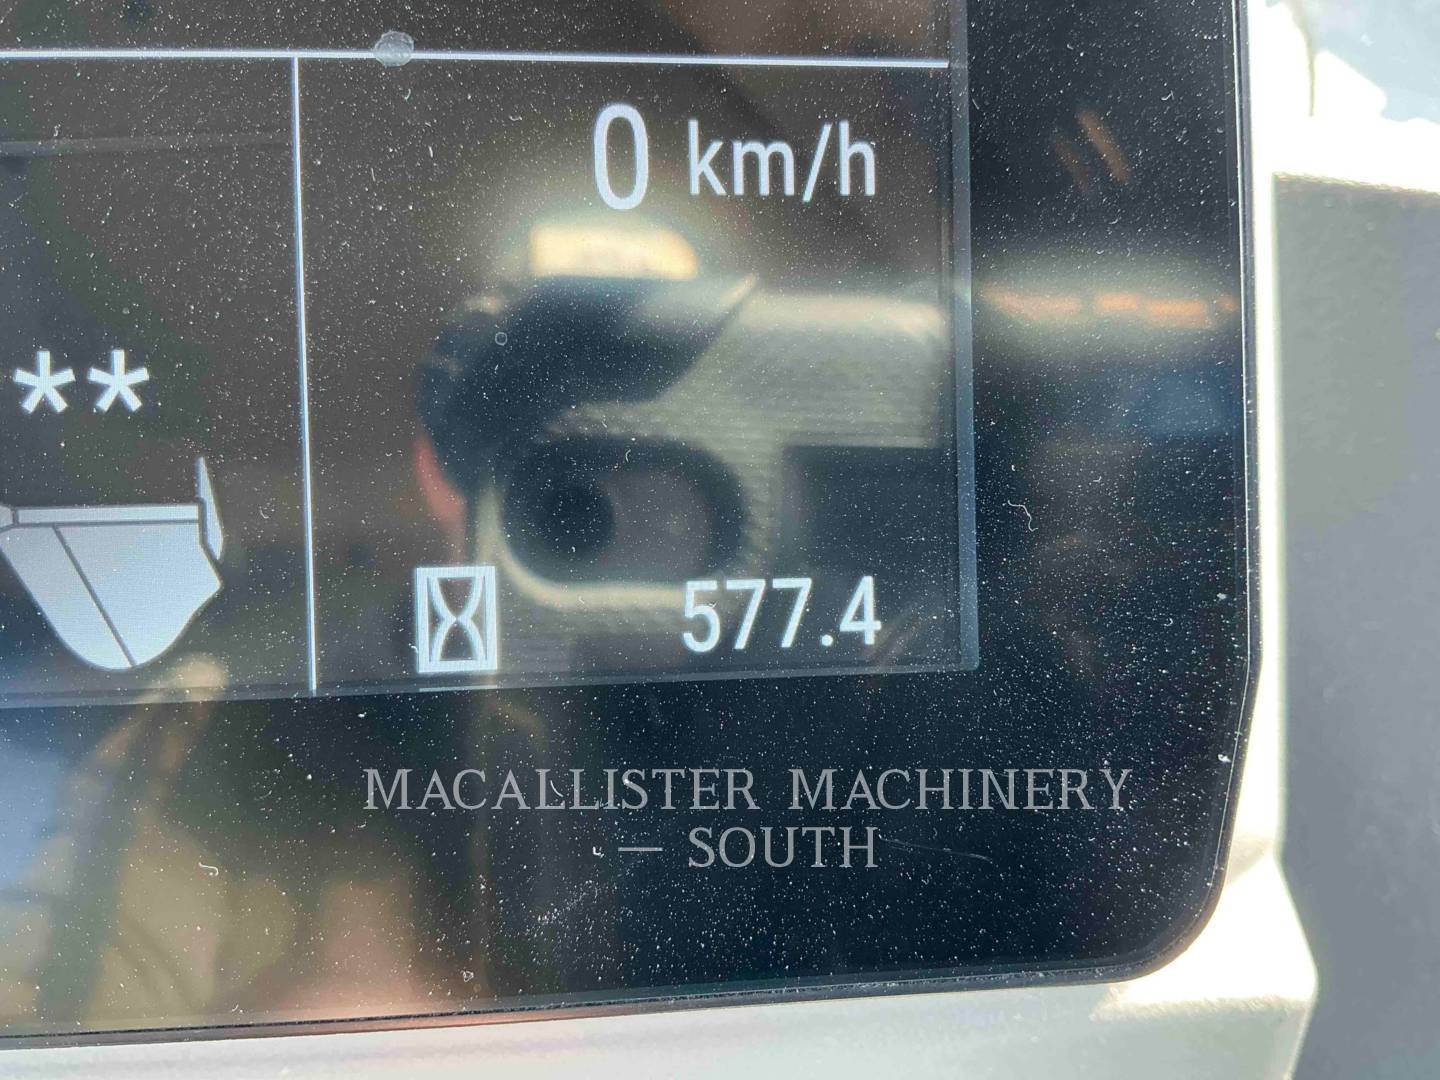 0 km/h
**
577.4
MACALLISTER MACHINERY
— SOUTH